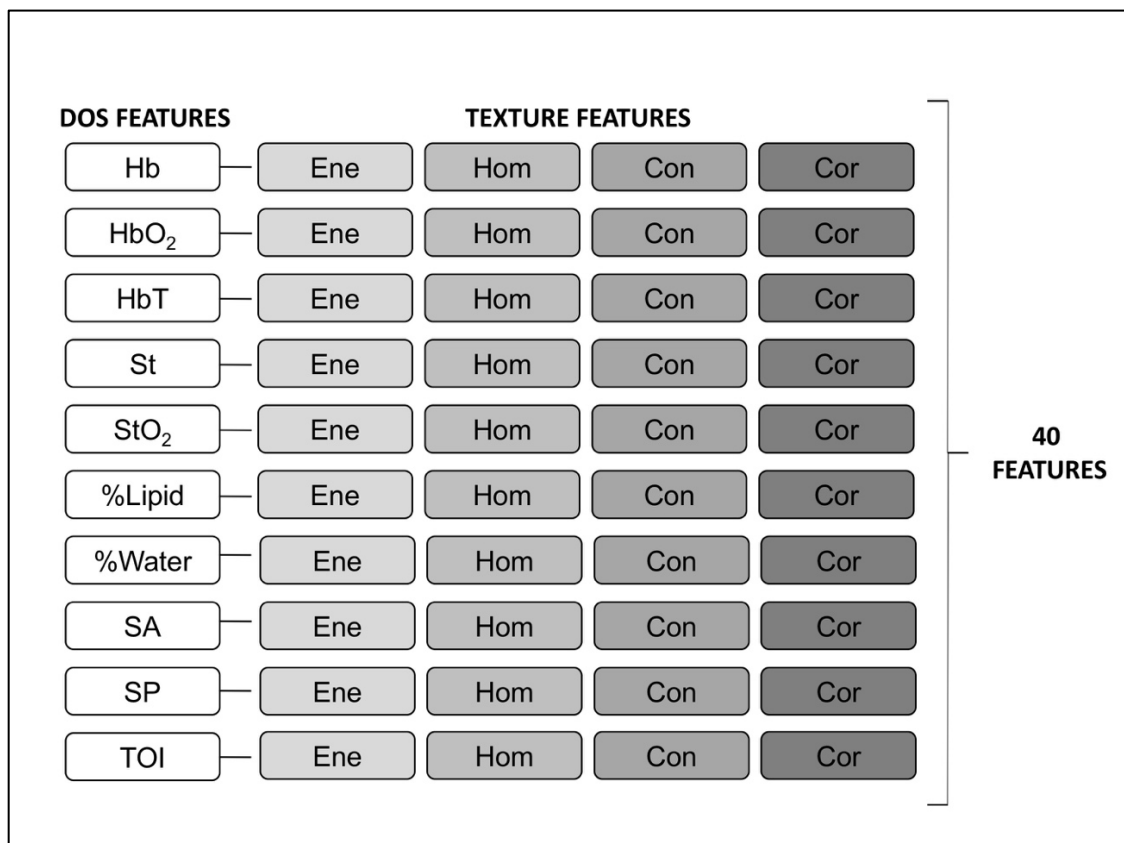 DOS FEATURES TEXTURE FEATURES
Hb Ene Hom Con Cor
HbO₂ Ene Hom Con Cor
HbT Ene Hom Con Cor
St Ene Hom Con Cor
StO₂ Ene Hom Con Cor
%Lipid Ene Hom Con Cor
%Water Ene Hom Con Cor
SA Ene Hom Con Cor
SP Ene Hom Con Cor
TOI Ene Hom Con Cor
40
FEATURES